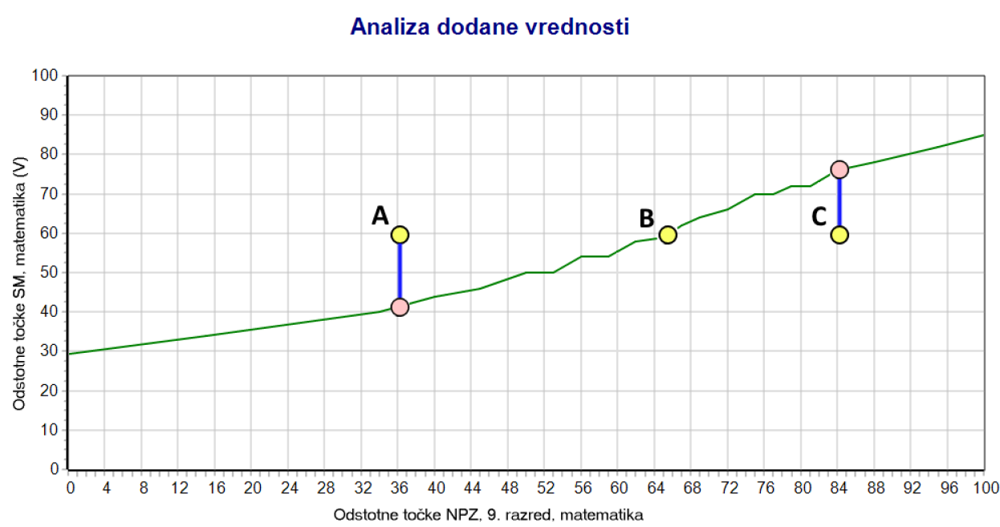 Analiza dodane vrednosti
100
90
80
70
60
50
40
30
20
10
0
Odstotne točke SM, matematika (V)
A
B
C
0 4 8 12 16 20 24 28 32 36 40 44 48 52 56 60 64 68 72 76 80 84 88 92 96 100
Odstotne točke NPZ, 9. razred, matematika